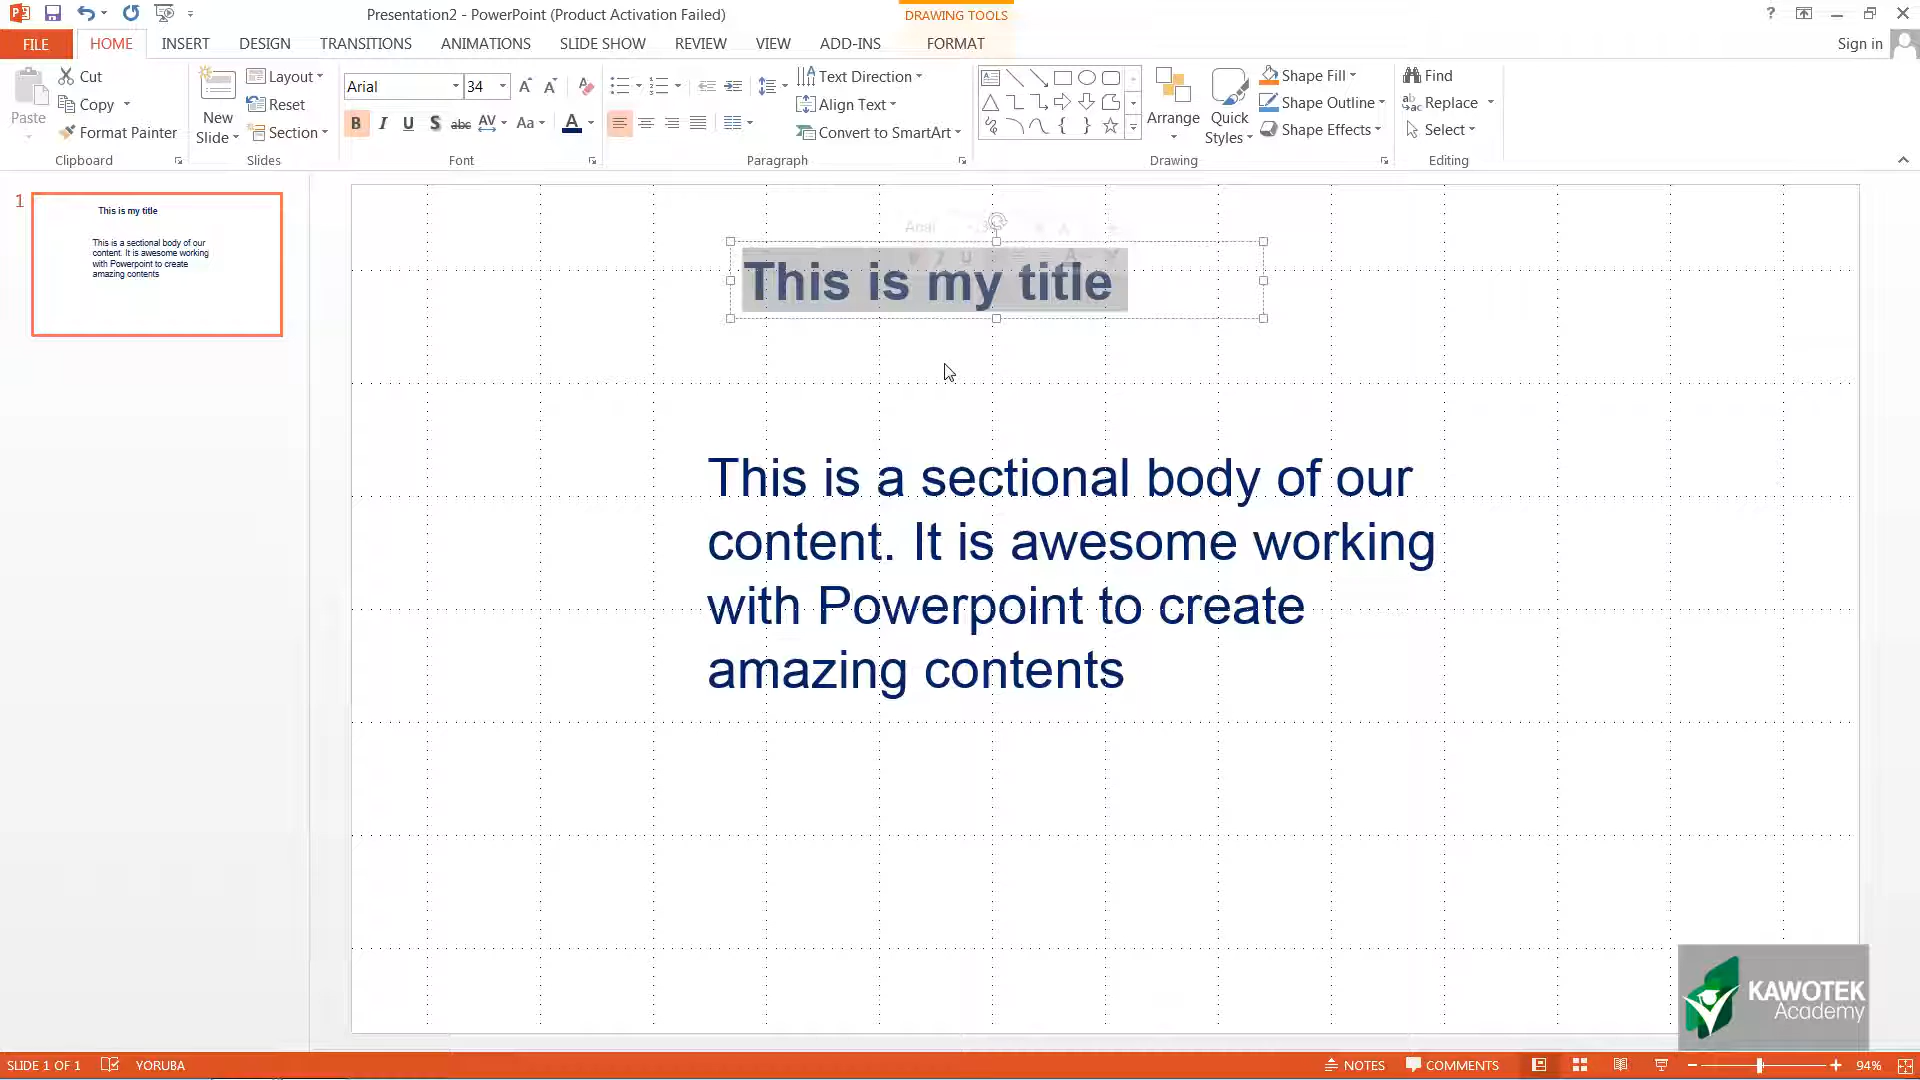 Presentation2 - PowerPoint (Product Activation Failed)
DRAWING TOOLS
?
FILE
HOME
INSERT
DESIGN
TRANSITIONS
ANIMATIONS
SLIDE SHOW
REVIEW
VIEW
ADD-INS
FORMAT
Sign in
Paste
Cut
Copy
Format Painter
Clipboard
New
Slide
Layout
Reset
Section
Slides
Arial
34
B I U S abc AV Aa A
Font
Text Direction
Align Text
Convert to SmartArt
Paragraph
Arrange
Quick
Styles
Shape Fill
Shape Outline
Shape Effects
Drawing
Find
Replace
Select
Editing
1
This is my title
This is a sectional body of our
content. It is awesome working
with Powerpoint to create
amazing contents
Arial
This is my title
This is a sectional body of our
content. It is awesome working
with Powerpoint to create
amazing contents
KAWOTEK
Academy
SLIDE 1 OF 1
YORUBA
NOTES
COMMENTS
94%